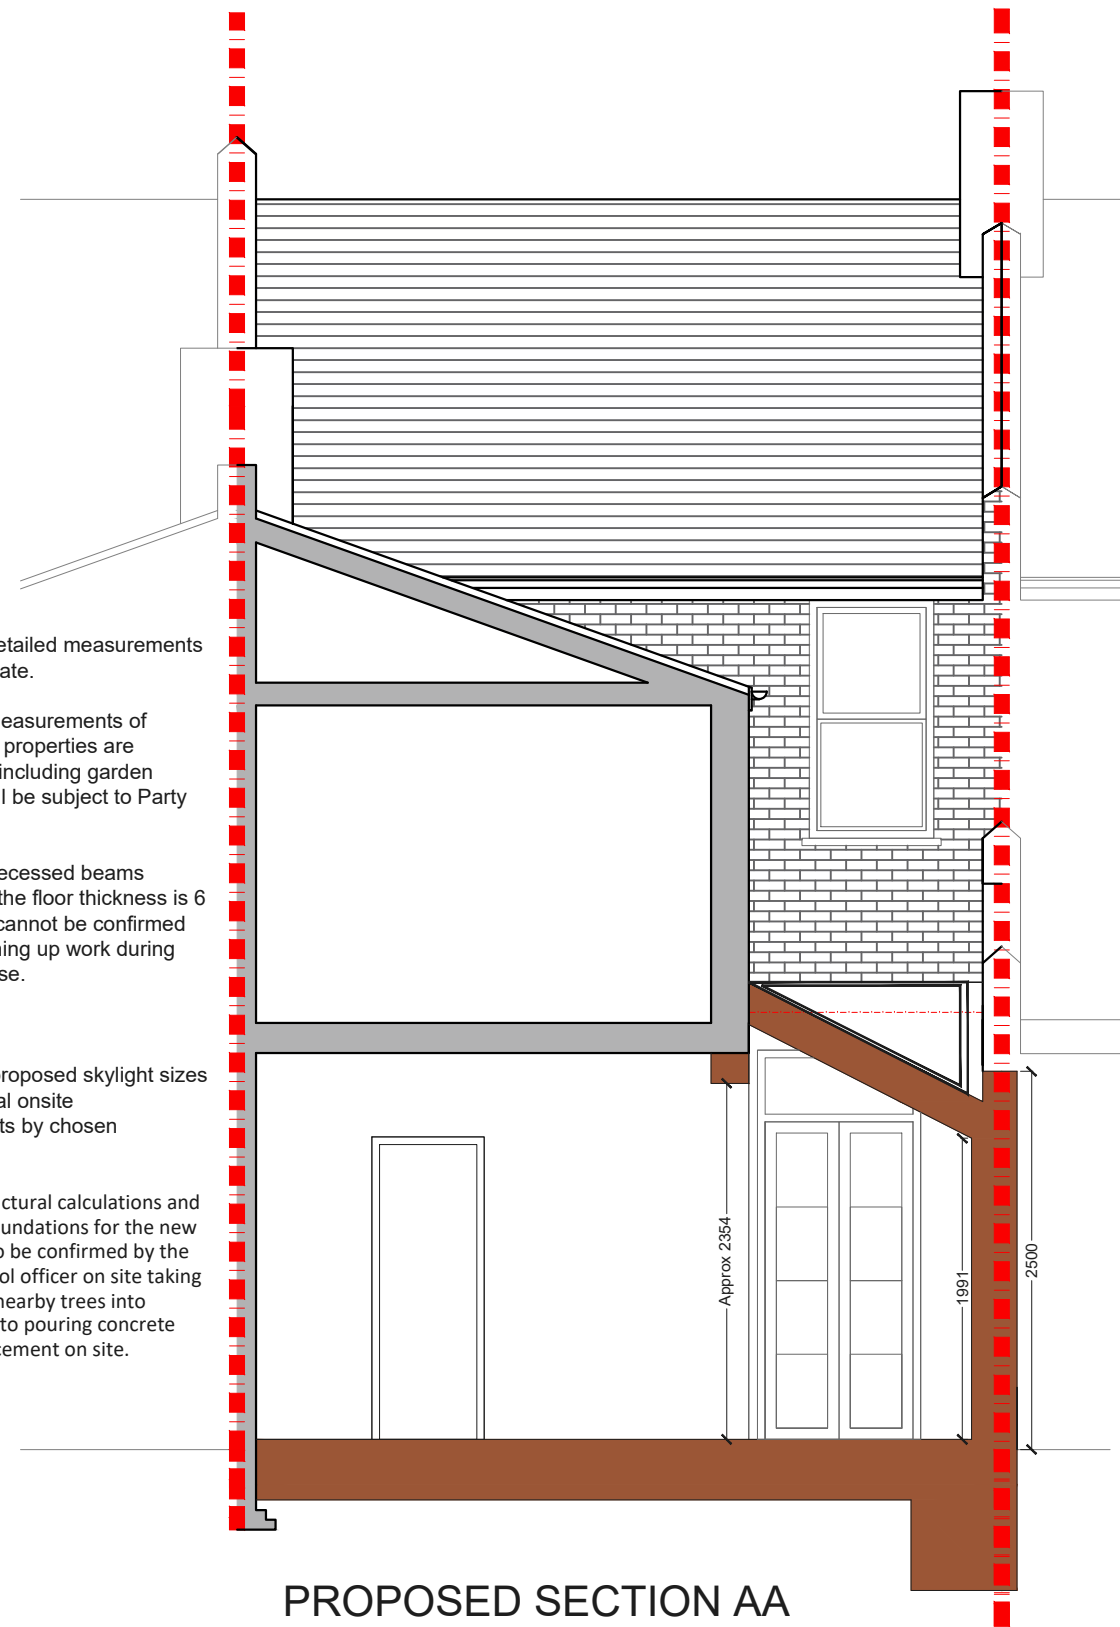 etailed measurements
ate.
easurements of
properties are
including garden
l be subject to Party
ecessed beams
the floor thickness is 6
cannot be confirmed
ning up work during
se.
proposed skylight sizes
al onsite
ts by chosen
ctural calculations and
undations for the new
o be confirmed by the
ol officer on site taking
nearby trees into
to pouring concrete
cement on site.
Approx 2354
1991
2500
PROPOSED SECTION AA